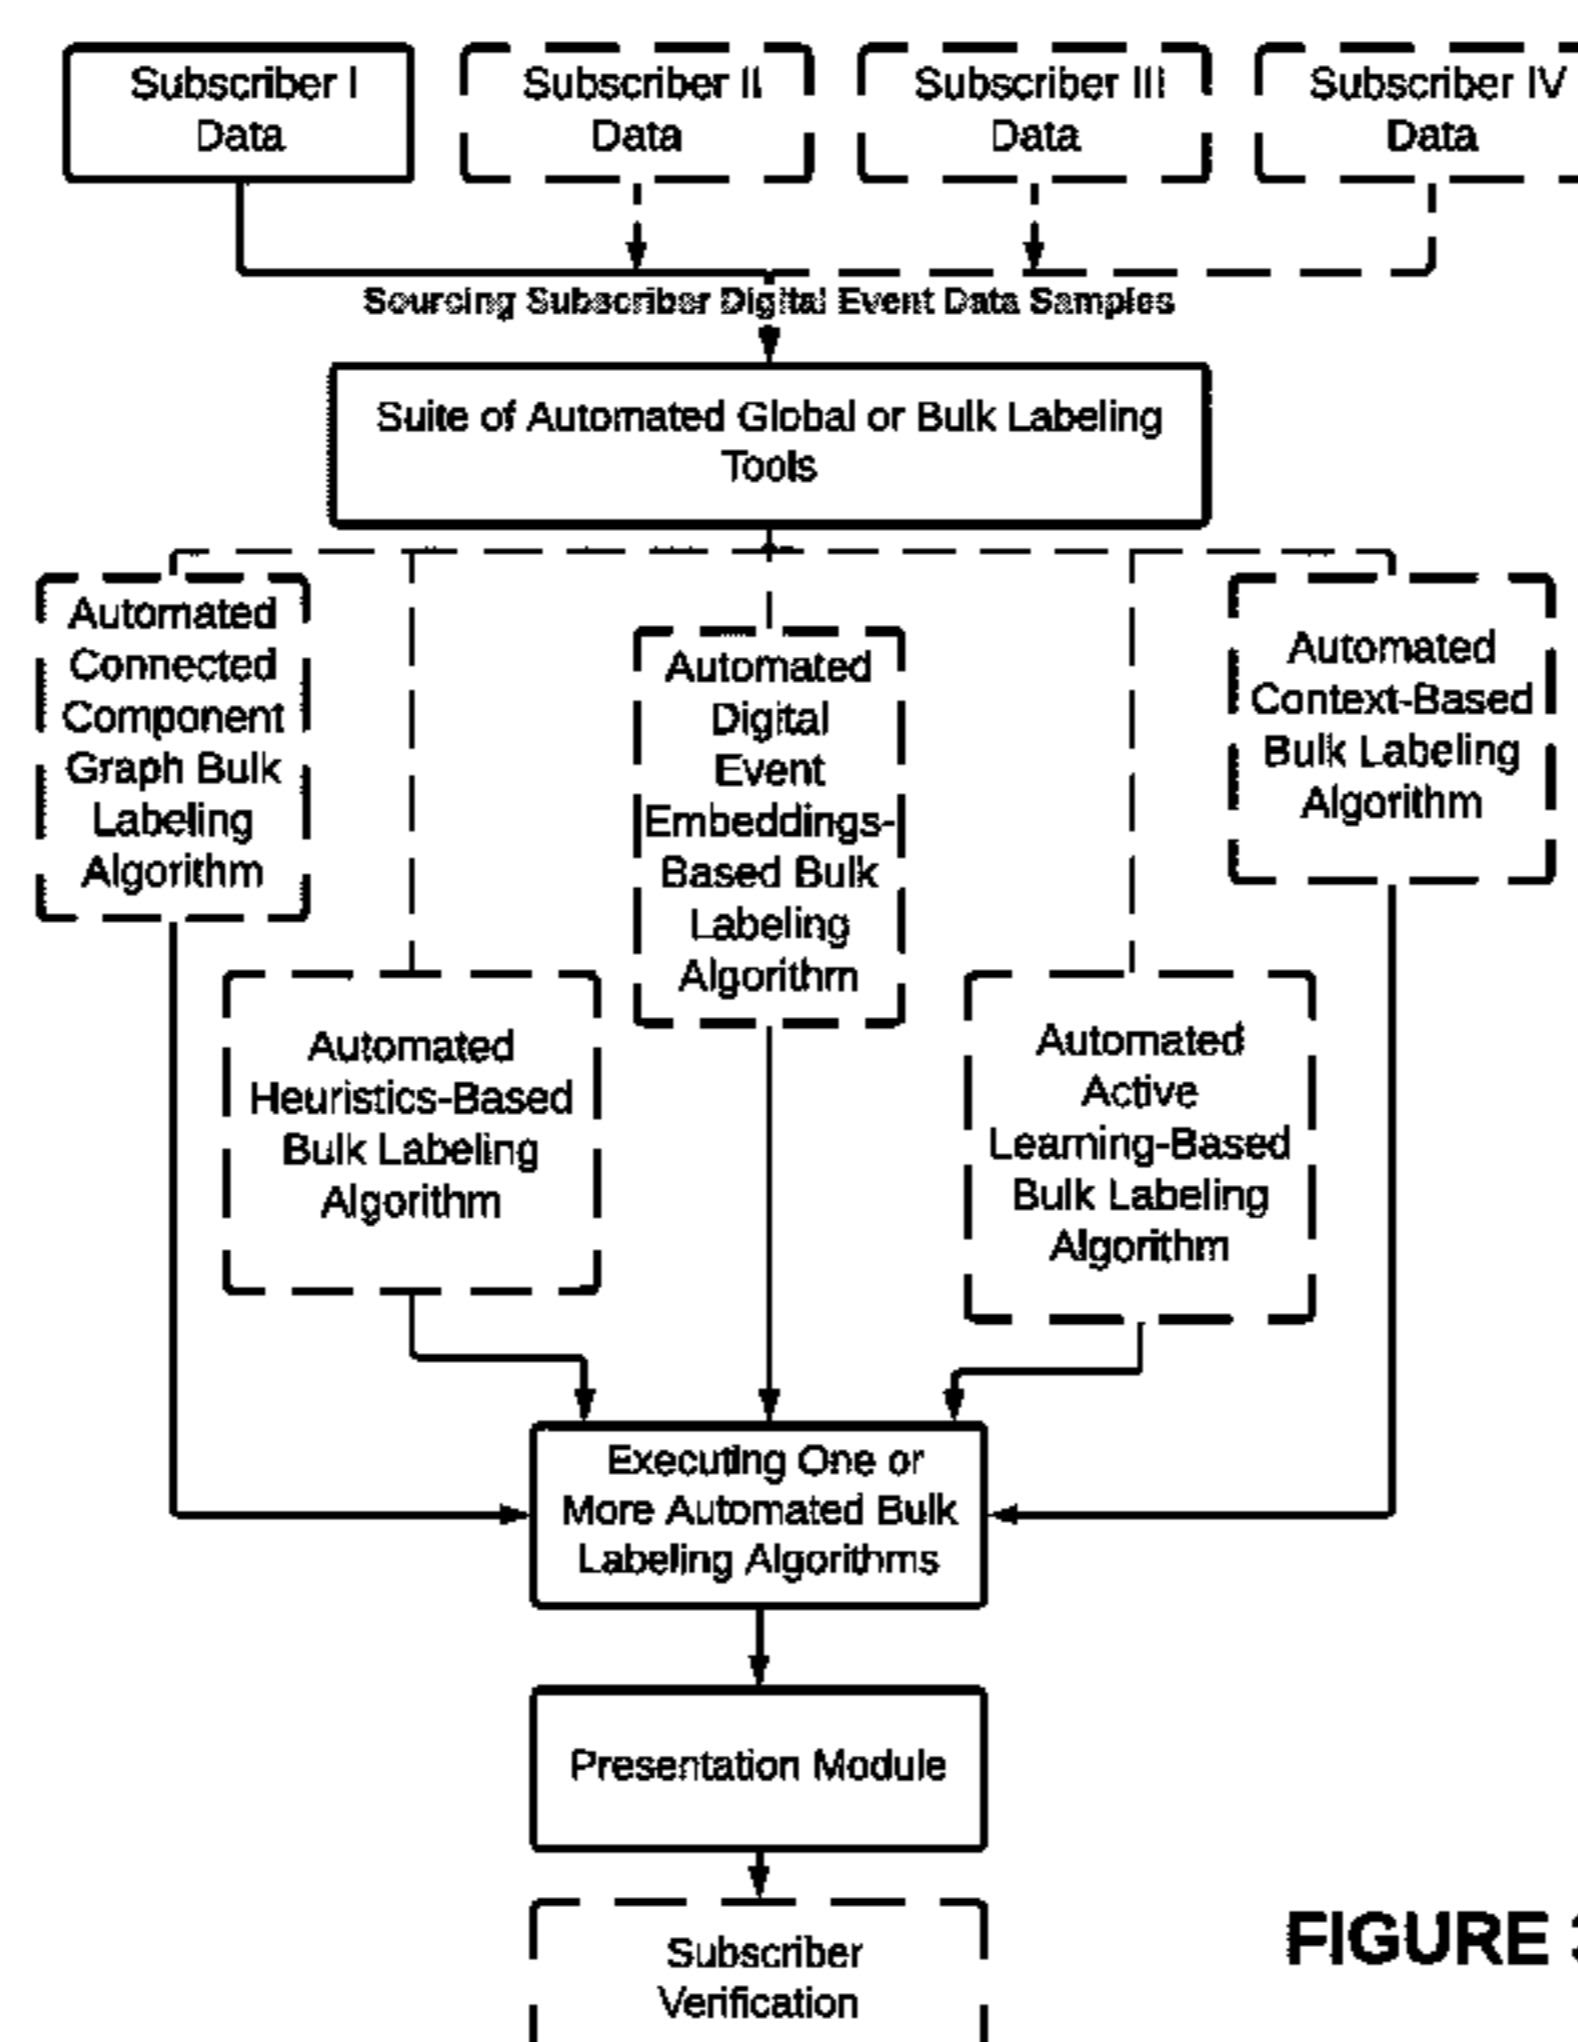 Subscriber I
Data
Subscriber II
Data
Subscriber III
Data
Subscriber IV
Data
Sourcing Subscriber Digital Event Data Samples
Suite of Automated Global or Bulk Labeling
Tools
Automated
Connected
Component
Graph Bulk
Labeling
Algorithm
Automated
Heuristics-Based
Bulk Labeling
Algorithm
Automated
Digital
Event
Embeddings-
Based Bulk
Labeling
Algorithm
Automated
Active
Learning-Based
Bulk Labeling
Algorithm
Automated
Context-Based
Bulk Labeling
Algorithm
Executing One or
More Automated Bulk
Labeling Algorithms
Presentation Module
Subscriber
Verification
FIGURE